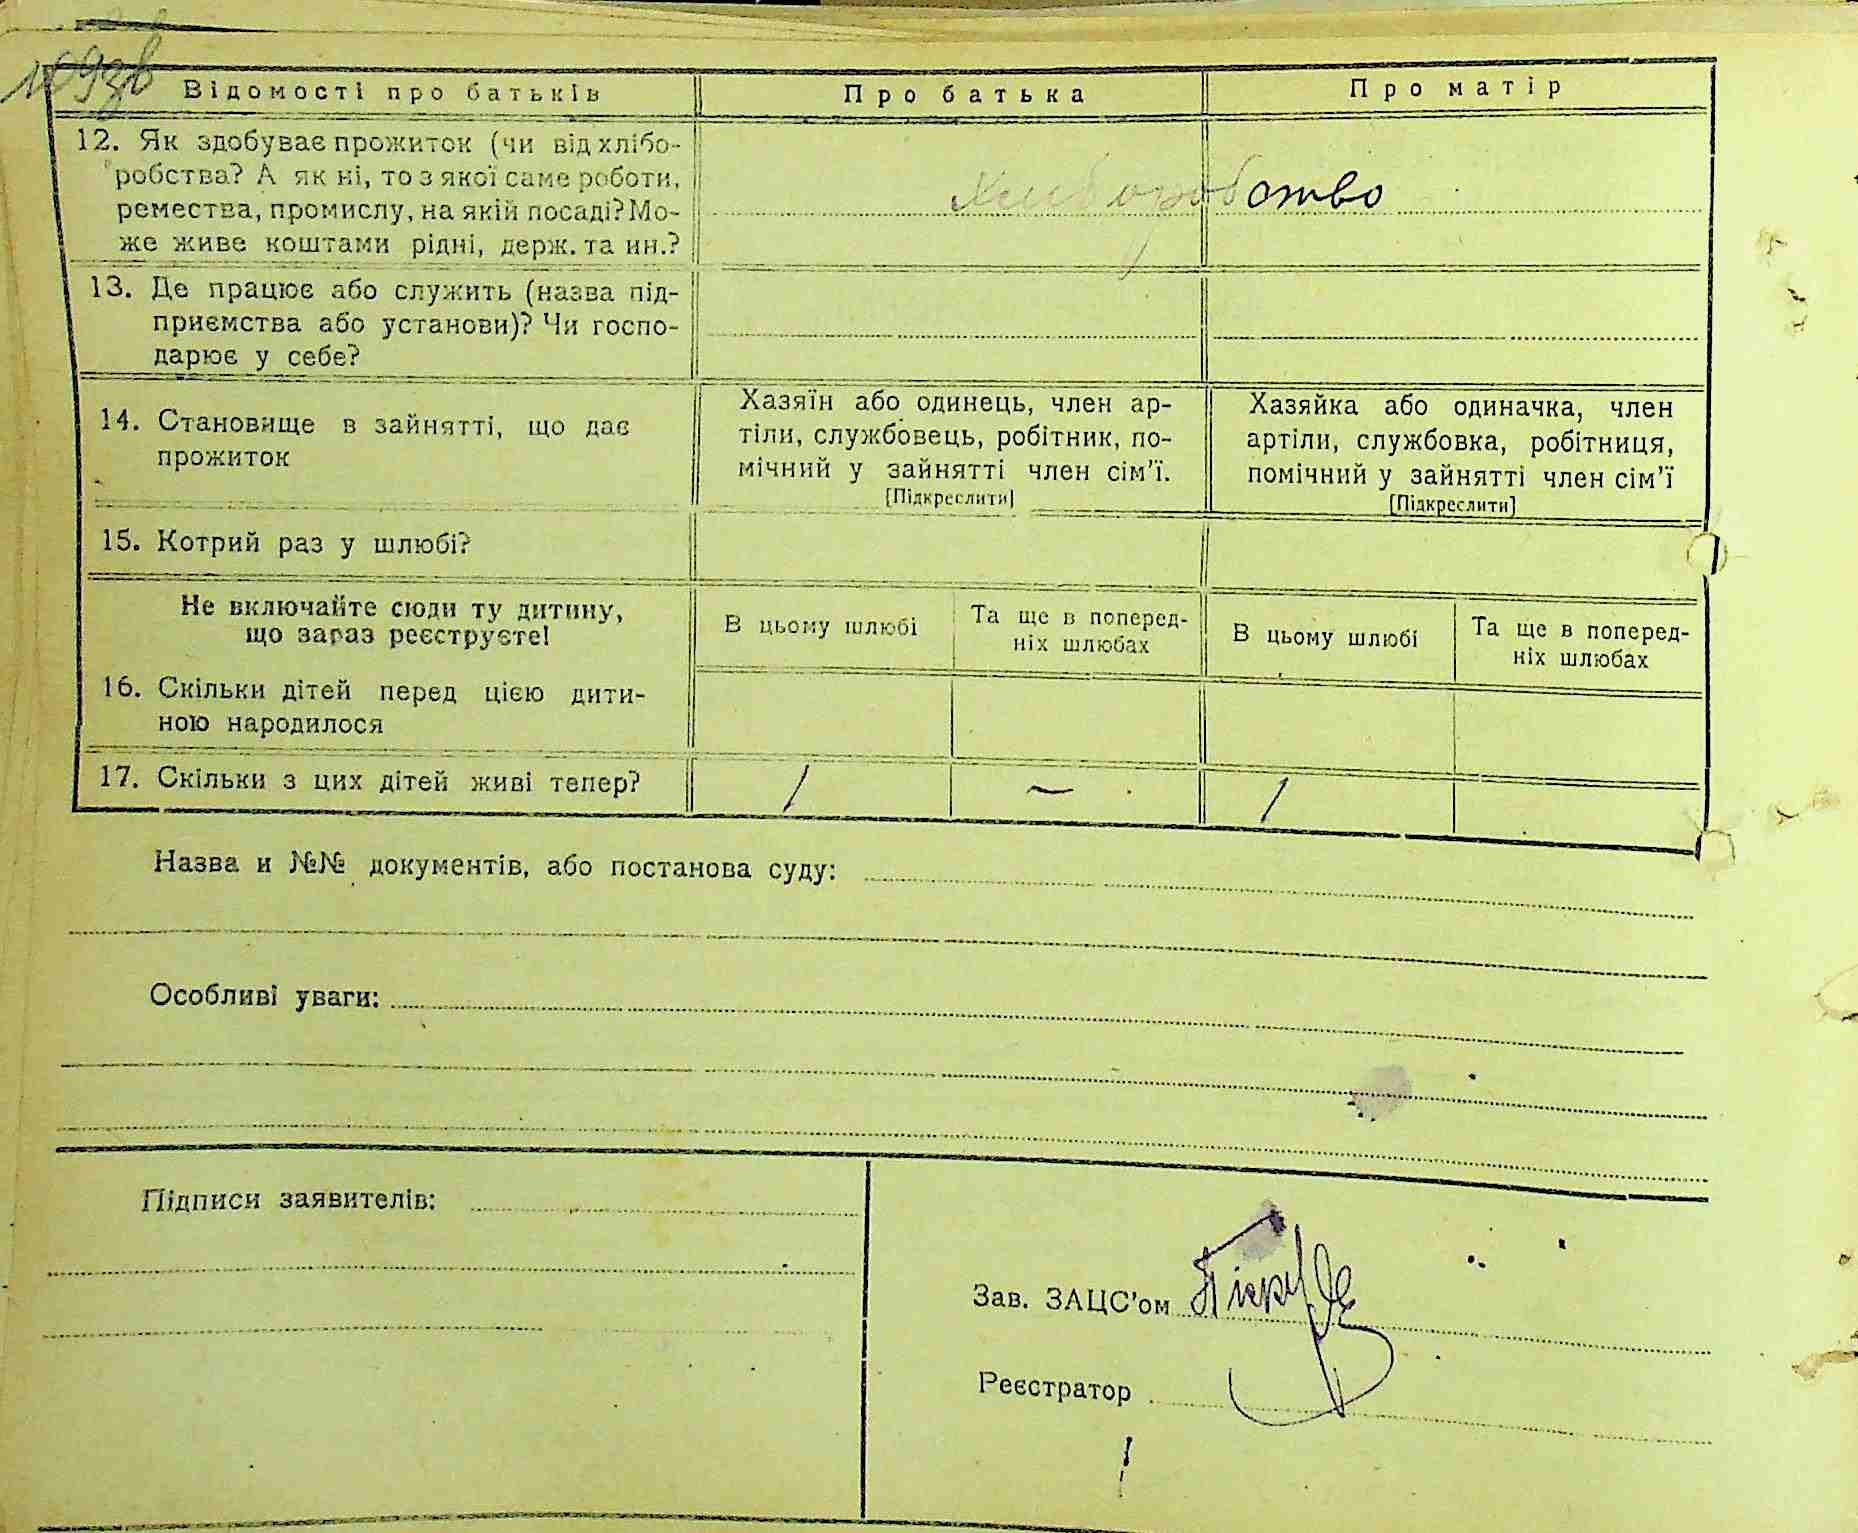 109зв
Відомості про батьків
Про батька
Про матір
12. Як здобуває прожиток (чи від хлібо-
робства? А як ні, то з якої саме роботи,
ремества, промислу, на якій посаді? Мо-
же живе коштами рідні, держ. та ин.?
Хлиборобство
13. Де працює або служить (назва під-
приємства або установи)? Чи госпо-
дарює у себе?
14. Становище в зайнятті, що дає
прожиток
Хазяїн або одинець, член ар-
тіли, службовець, робітник, по-
мічний у зайнятті член сім’ї.
[Підкреслити]
Хазяйка або одиначка, член
артіли, службовка, робітниця,
помічний у зайнятті член сім’ї
[Підкреслити]
15. Котрий раз у шлюбі?
Не включайте сюди ту дитину,
що зараз реєструєте!
В цьому шлюбі
Та ще в поперед-
ніх шлюбах
В цьому шлюбі
Та ще в поперед-
ніх шлюбах
16. Скільки дітей перед цією дити-
ною народилося
17. Скільки з цих дітей живі тепер?
1
—
1
Назва и №№ документів, або постанова суду:
Особливі уваги:
Підписи заявителів:
Зав. ЗАЦС’ом
Реєстратор